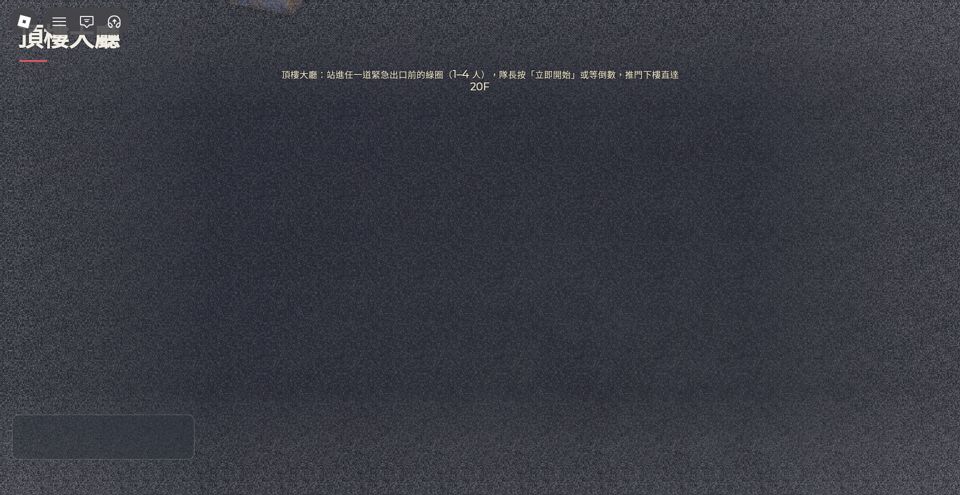 頂樓大廳
頂樓大廳：站進任一道緊急出口前的綠圈（1–4 人），隊長按「立即開始」或等倒數，推門下樓直達
20F